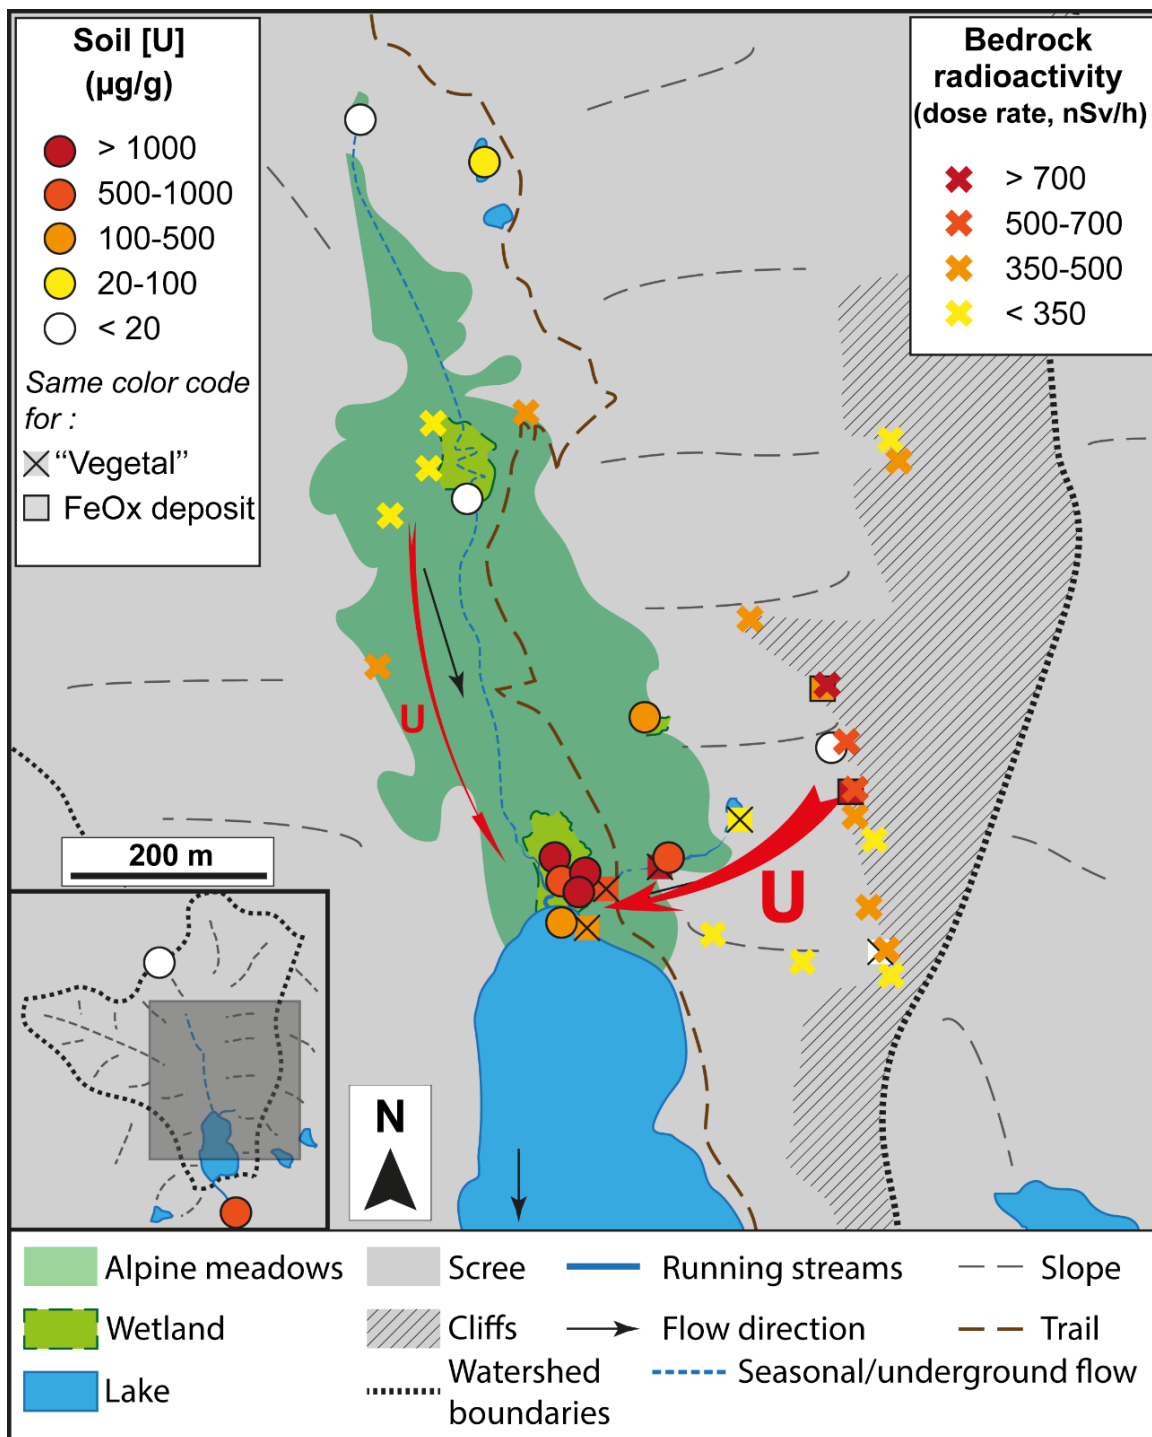 Soil [U]
(µg/g)
> 1000
500-1000
100-500
20-100
< 20
Same color code
for :
“Vegetal”
FeOx deposit
Bedrock
radioactivity
(dose rate, nSv/h)
> 700
500-700
350-500
< 350
U
U
200 m
N
Alpine meadows
Scree
Running streams
Slope
Wetland
Cliffs
Flow direction
Trail
Lake
Watershed
boundaries
Seasonal/underground flow